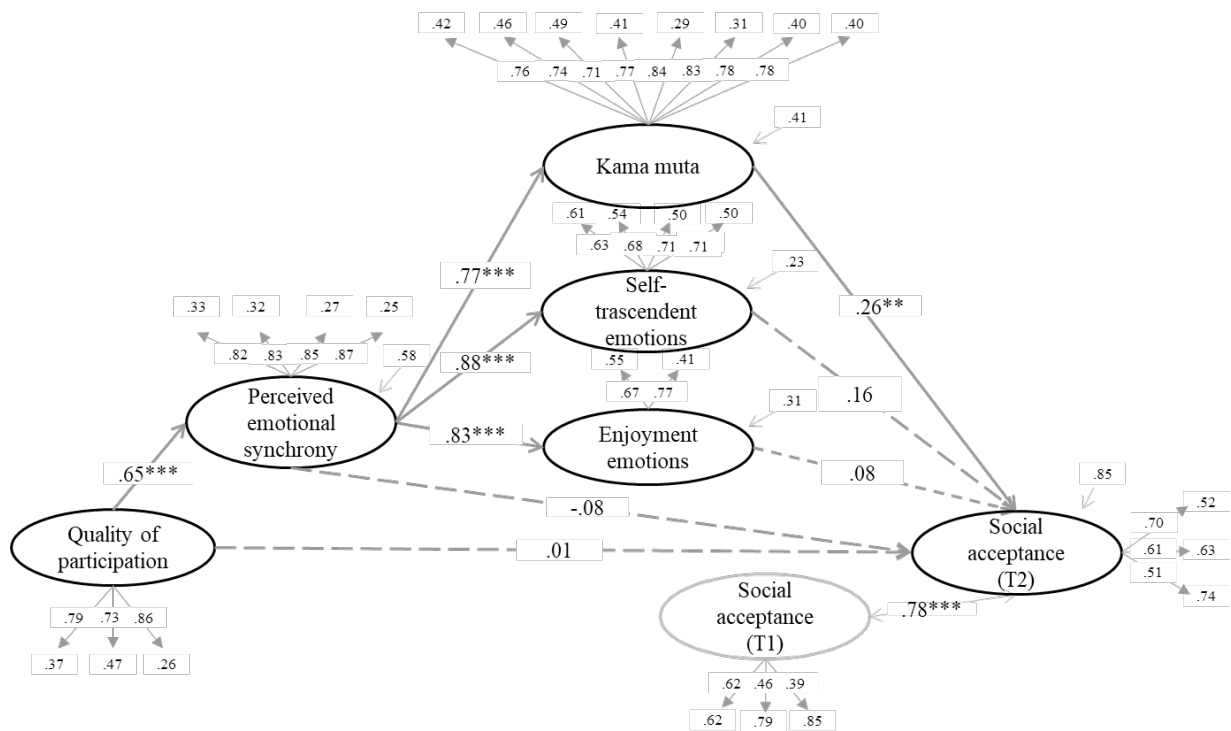 .42 .46 .49 .41 .29 .31 .40 .40
.76 .74 .71 .77 .84 .83 .78 .78
.41
Kama muta
.61 .54 .50 .50
.63 .68 .71 .71
.23
.77***
Self-
trascendent
emotions
.26**
.33 .32 .27 .25
.82 .83 .85 .87
.58
.88***
.55 .41
.67 .77
.31
.16
Perceived
emotional
synchrony
.83***
Enjoyment
emotions
.08
.65***
.85
-.08
.52
.70
Quality of
participation
.01
Social
acceptance
(T2)
.61 .63
.51
.74
.79 .73 .86
.37 .47 .26
Social
acceptance
(T1)
.78***
.62 .46 .39
.62 .79 .85